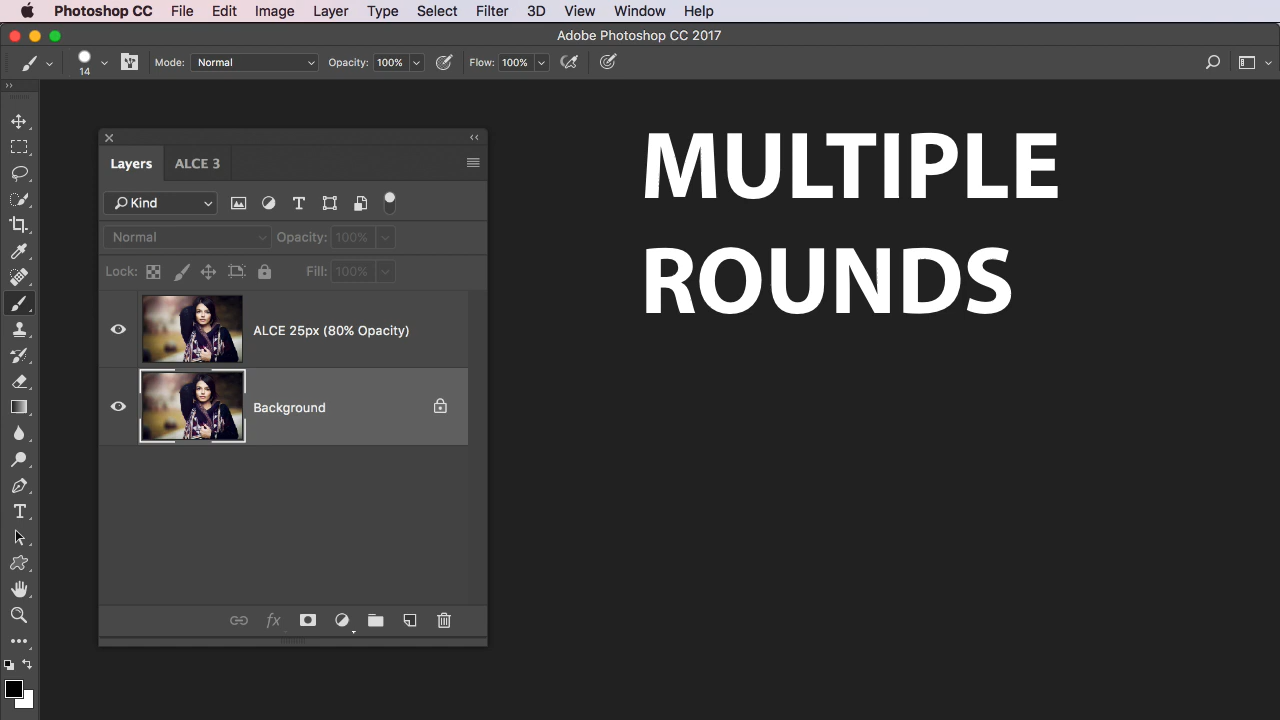 Photoshop CC File Edit Image Layer Type Select Filter 3D View Window Help
Adobe Photoshop CC 2017
14 Mode: Normal Opacity: 100% Flow: 100%
Layers ALCE 3
Kind
Normal Opacity: 100%
Lock: Fill: 100%
ALCE 25px (80% Opacity)
Background
fx
MULTIPLE
ROUNDS